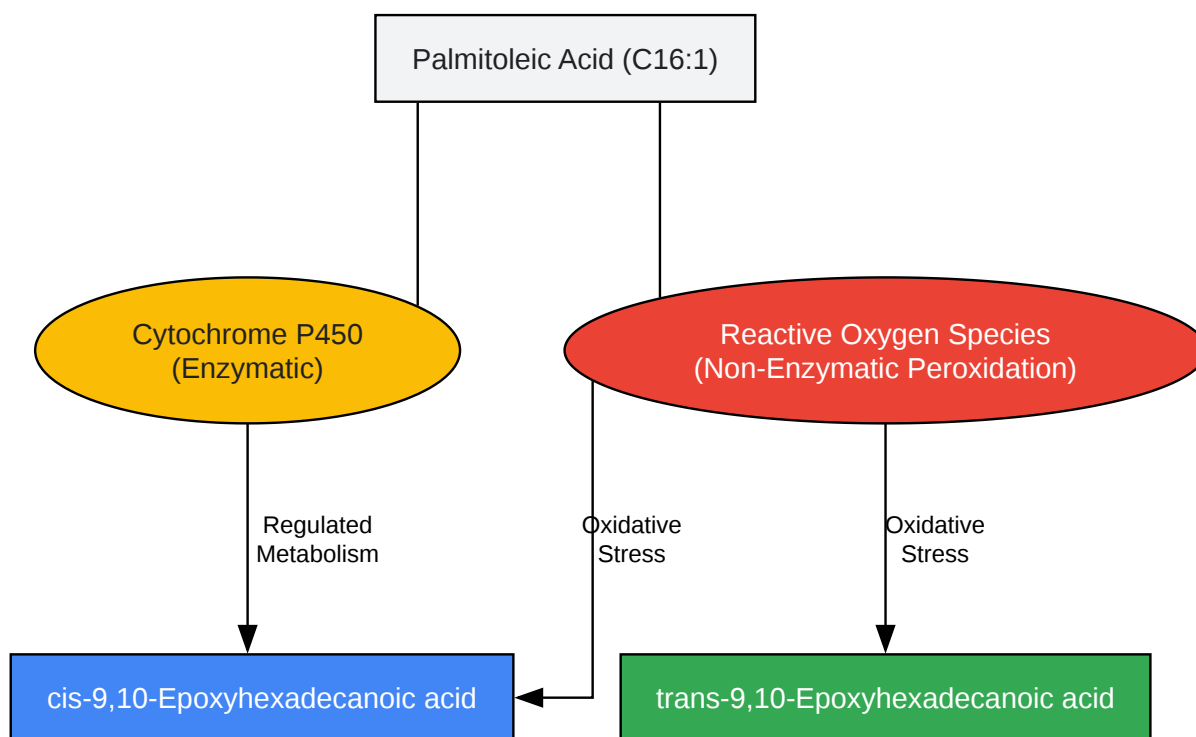 Palmitoleic Acid (C16:1)
Cytochrome P450
(Enzymatic)
Reactive Oxygen Species
(Non-Enzymatic Peroxidation)
Regulated
Metabolism
Oxidative
Stress
Oxidative
Stress
cis-9,10-Epoxyhexadecanoic acid
trans-9,10-Epoxyhexadecanoic acid